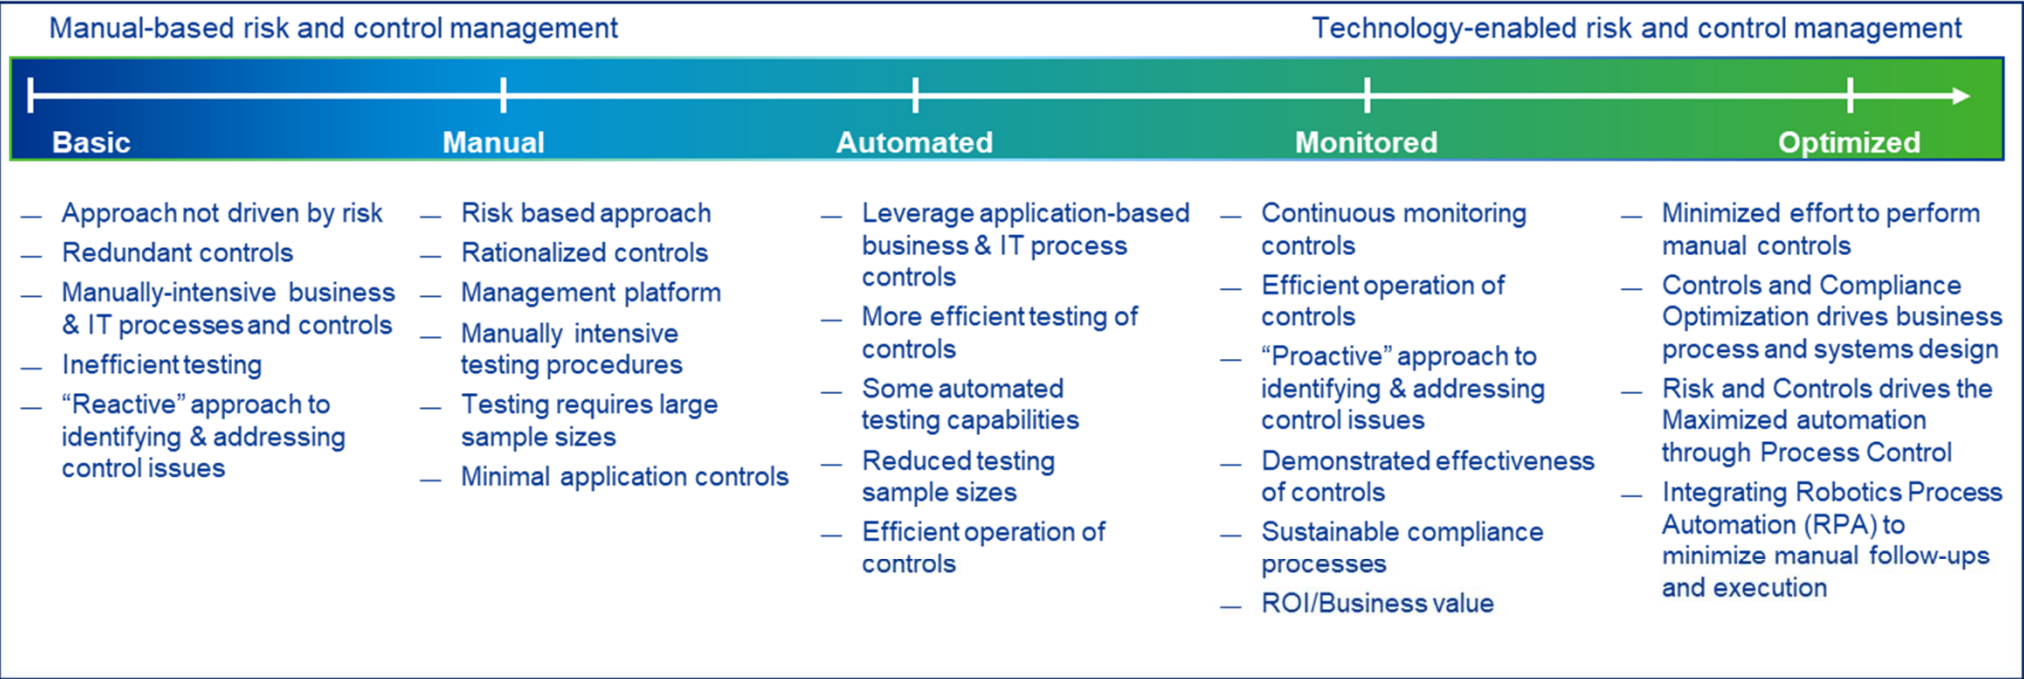 Manual-based risk and control management
Technology-enabled risk and control management
Basic
Manual
Automated
Monitored
Optimized
— Approach not driven by risk
— Redundant controls
— Manually-intensive business
& IT processes and controls
— Inefficient testing
— “Reactive” approach to
identifying & addressing
control issues
— Risk based approach
— Rationalized controls
— Management platform
— Manually intensive
testing procedures
— Testing requires large
sample sizes
— Minimal application controls
— Leverage application-based
business & IT process
controls
— More efficient testing of
controls
— Some automated
testing capabilities
— Reduced testing
sample sizes
— Efficient operation of
controls
— Continuous monitoring
controls
— Efficient operation of
controls
— “Proactive” approach to
identifying & addressing
control issues
— Demonstrated effectiveness
of controls
— Sustainable compliance
processes
— ROI/Business value
— Minimized effort to perform
manual controls
— Controls and Compliance
Optimization drives business
process and systems design
— Risk and Controls drives the
Maximized automation
through Process Control
— Integrating Robotics Process
Automation (RPA) to
minimize manual follow-ups
and execution